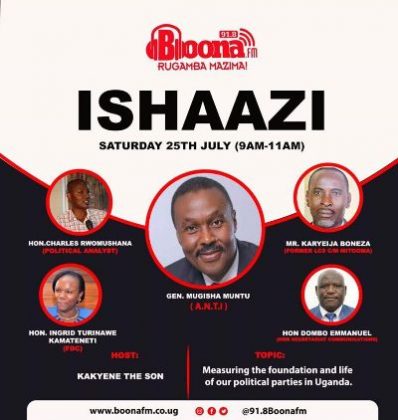 91.8
Boona FM
RUGAMBA MAZIMA!
ISHAAZI
SATURDAY 25TH JULY (9AM-11AM)
HON.CHARLES RWOMUSHANA
(POLITICAL ANALYST)
MR. KARYEIJA BONEZA
(FORMER LC5 C/M MITOOMA)
GEN. MUGISHA MUNTU
( A.N.T.I )
HON. INGRID TURINAWE
KAMATENETI
(FDC)
HON DOMBO EMMANUEL
(NRM SECRETARIAT COMMUNICATIONS)
HOST:
KAKYENE THE SON
TOPIC:
Measuring the foundation and life
of our political parties in Uganda.
www.boonafm.co.ug
@91.8Boonafm